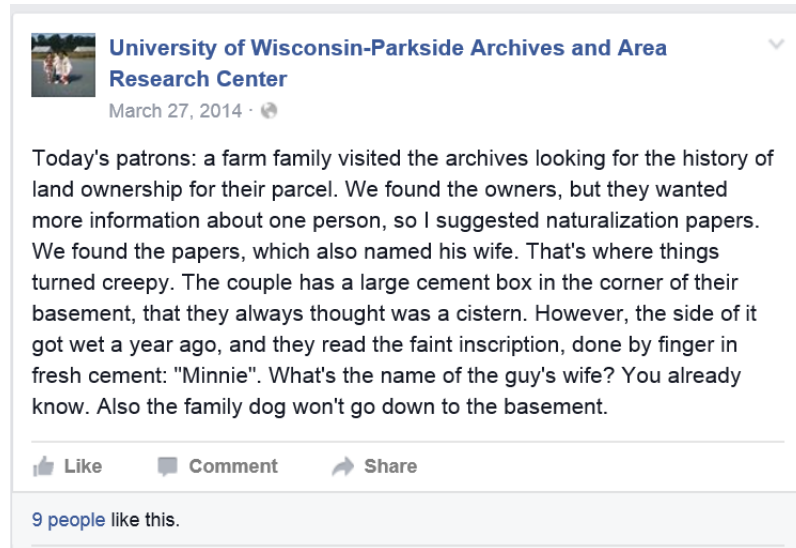 University of Wisconsin-Parkside Archives and Area
Research Center
March 27, 2014 ·
Today's patrons: a farm family visited the archives looking for the history of
land ownership for their parcel. We found the owners, but they wanted
more information about one person, so I suggested naturalization papers.
We found the papers, which also named his wife. That's where things
turned creepy. The couple has a large cement box in the corner of their
basement, that they always thought was a cistern. However, the side of it
got wet a year ago, and they read the faint inscription, done by finger in
fresh cement: "Minnie". What's the name of the guy's wife? You already
know. Also the family dog won't go down to the basement.
Like Comment Share
9 people like this.